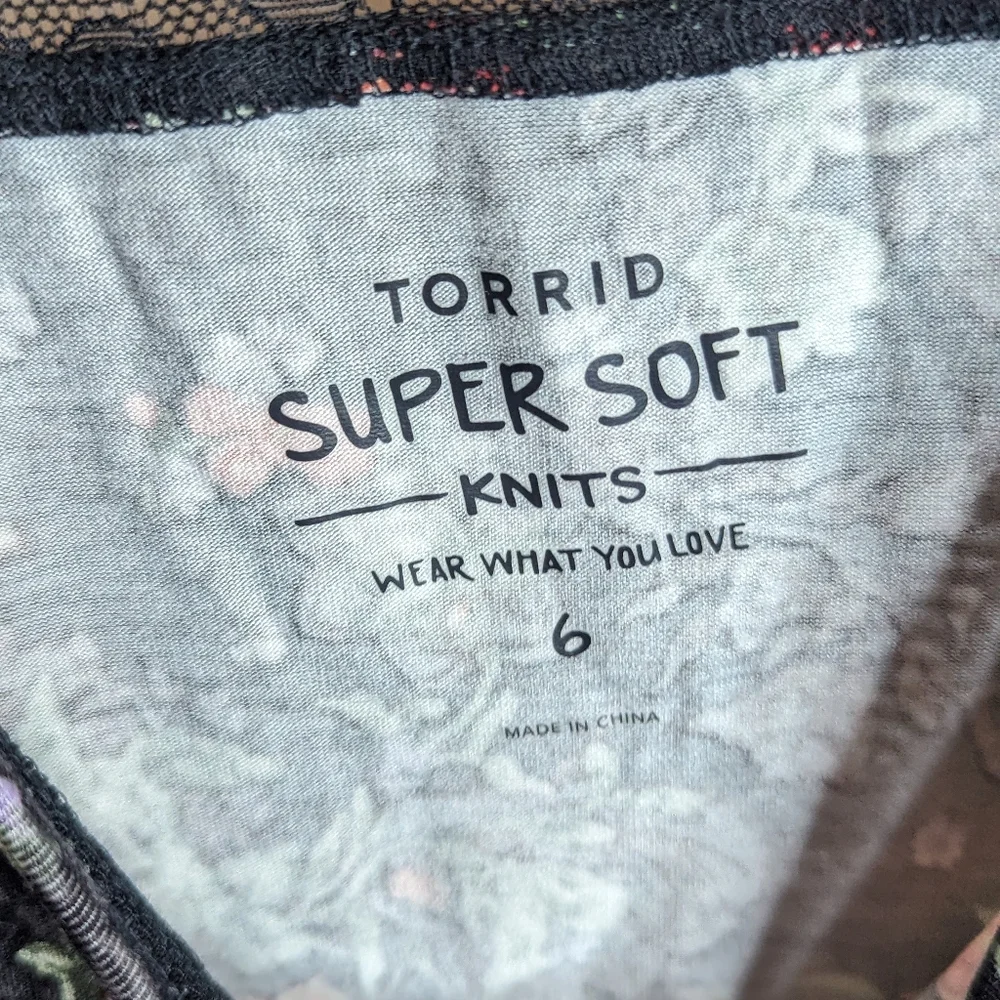 TORRID
SUPER SOFT
KNITS
WEAR WHAT YOU LOVE
6
MADE IN CHINA